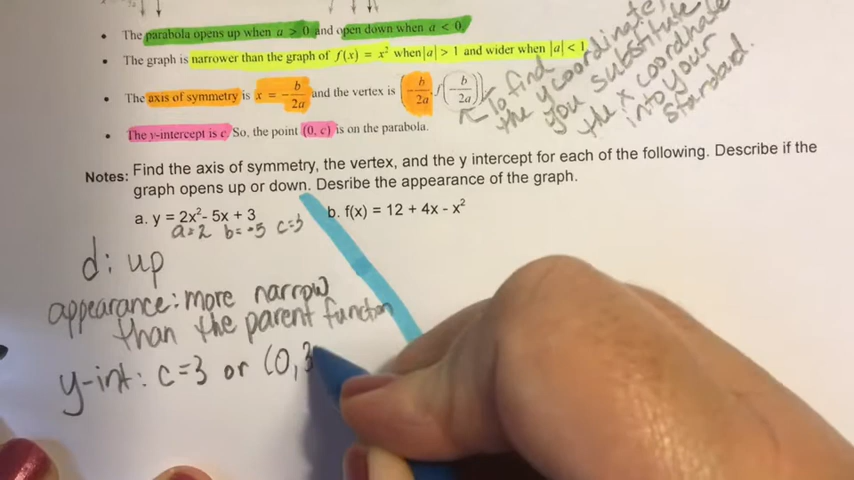 • The parabola opens up when a > 0 and open down when a < 0.
• The graph is narrower than the graph of f(x) = x² when |a| > 1 and wider when |a| < 1.
• The axis of symmetry is x = -b/2a and the vertex is (-b/2a, f(-b/2a))
To find
the y coordinate,
you substitute
the x coordinate
into your
standard.
• The y-intercept is c. So, the point (0, c) is on the parabola.
Notes: Find the axis of symmetry, the vertex, and the y intercept for each of the following. Describe if the
graph opens up or down. Desribe the appearance of the graph.
a. y = 2x² - 5x + 3
b. f(x) = 12 + 4x - x²
a=2 b=-5 c=3
d: up
appearance: more narrow
than the parent function
y-int: c=3 or (0,3